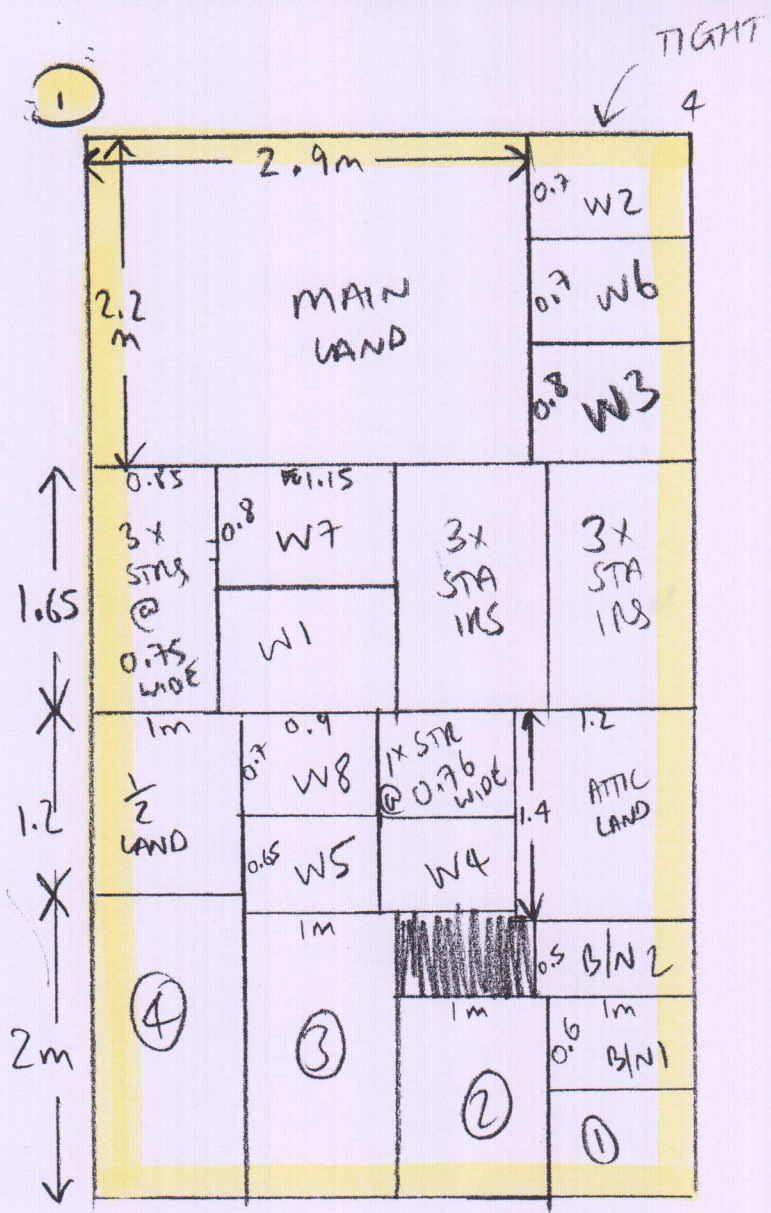 TIGHT
1
4
2.9m
0.7 W2
2.2
m
MAIN
LAND
0.7 W6
0.8 W3
0.85
3x
STRS
@
0.75
WIDE
1.15
0.8 W7
W1
3x
STA
IRS
3x
STA
IRS
1.65
1m
1/2
LAND
0.9
0.7 W8
0.65 W5
1x STR
@ 0.76
WIDE
W4
1.4
1.2
ATTIC
LAND
1.2
0.5 B/N 2
1m
0.6 B/N1
1m
4
1m
3
2
1
2m